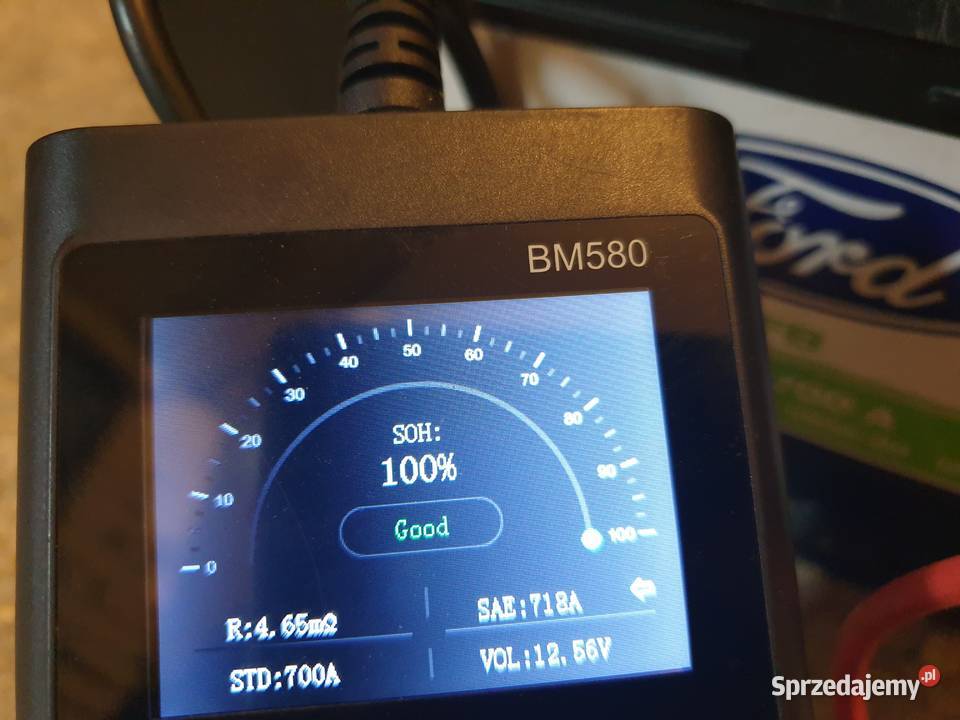 BM580
Ford
50
40
60
30
70
20
80
10
90
0
100
SOH:
100%
Good
R:4.65mΩ
SAE:718A
STD:700A
VOL:12.56V
Sprzedajemy.pl